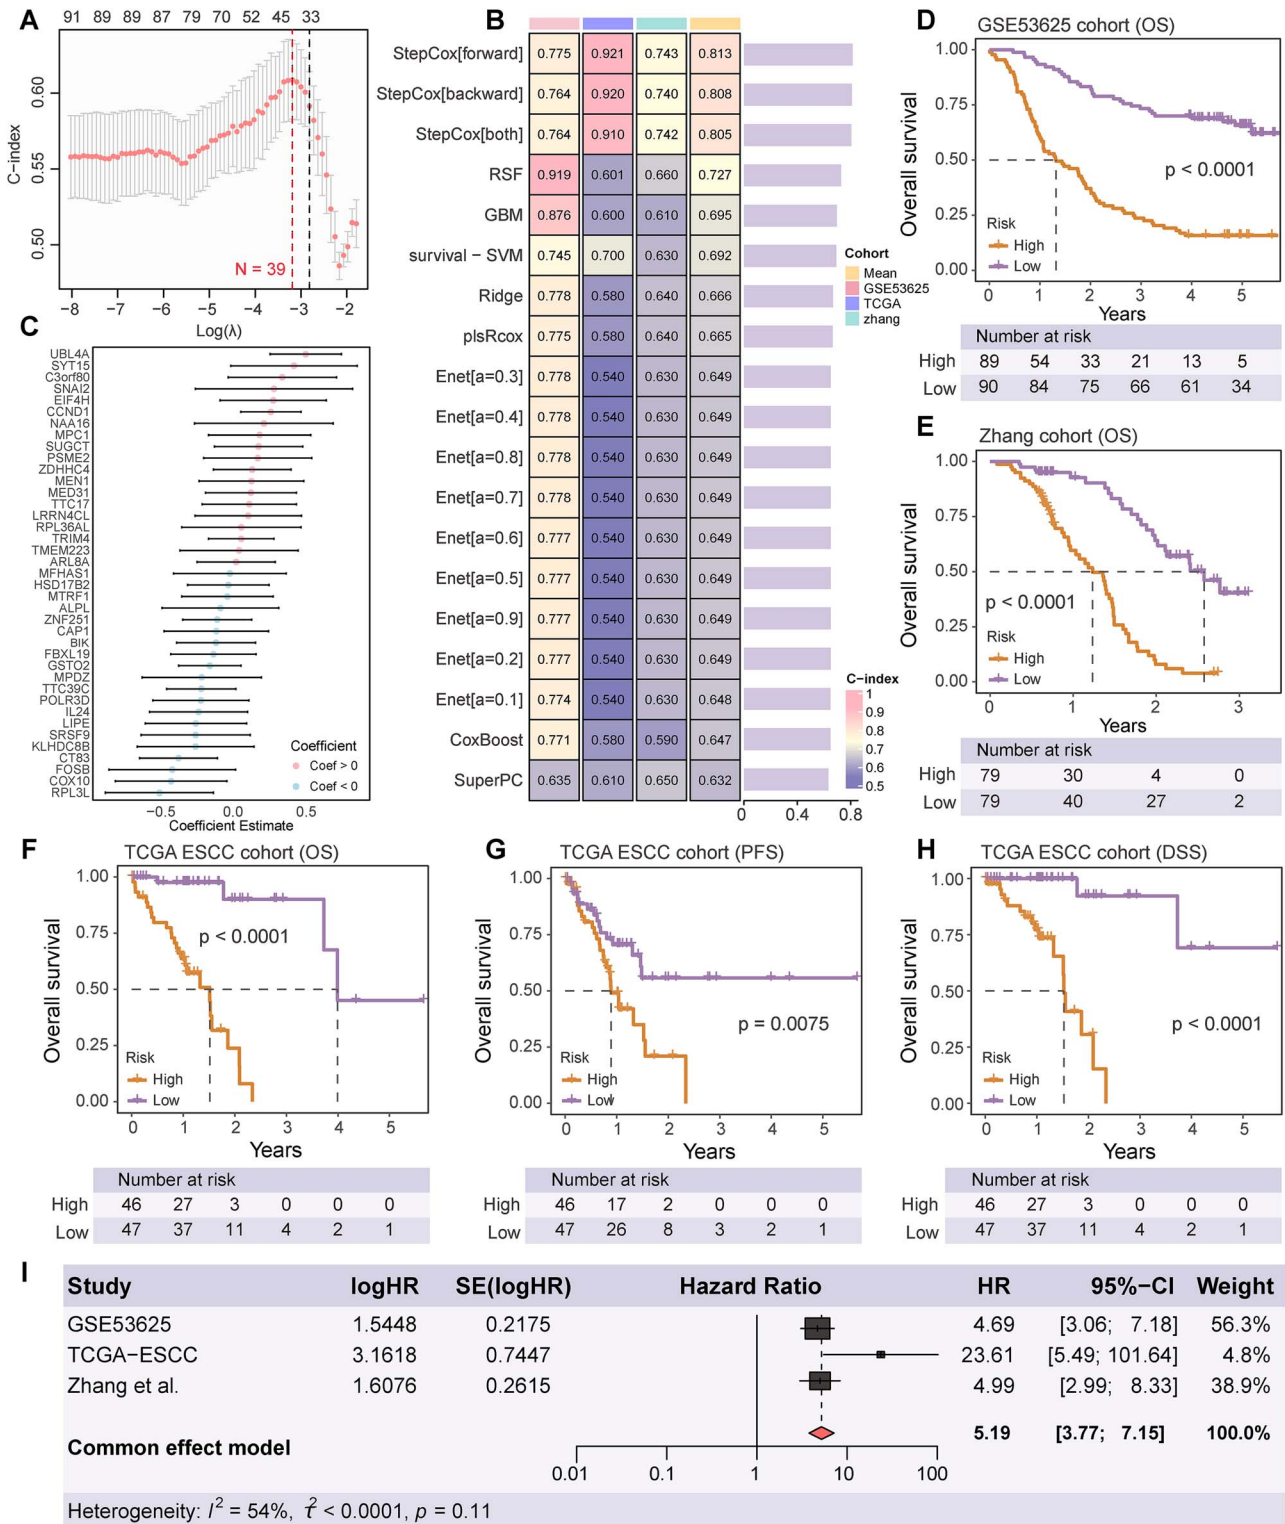 A
91 89 89 87 79 70 52 45 33
C-index
0.60
0.55
0.50
N = 39
−8 −7 −6 −5 −4 −3 −2
Log(λ)
B
StepCox[forward] 0.775 0.921 0.743 0.813
StepCox[backward] 0.764 0.920 0.740 0.808
StepCox[both] 0.764 0.910 0.742 0.805
RSF 0.919 0.601 0.660 0.727
GBM 0.876 0.600 0.610 0.695
survival − SVM 0.745 0.700 0.630 0.692
Ridge 0.778 0.580 0.640 0.666
plsRcox 0.775 0.580 0.640 0.665
Enet[a=0.3] 0.778 0.540 0.630 0.649
Enet[a=0.4] 0.778 0.540 0.630 0.649
Enet[a=0.8] 0.778 0.540 0.630 0.649
Enet[a=0.7] 0.778 0.540 0.630 0.649
Enet[a=0.6] 0.777 0.540 0.630 0.649
Enet[a=0.5] 0.777 0.540 0.630 0.649
Enet[a=0.9] 0.777 0.540 0.630 0.649
Enet[a=0.2] 0.777 0.540 0.630 0.649
Enet[a=0.1] 0.774 0.540 0.630 0.648
CoxBoost 0.771 0.580 0.590 0.647
SuperPC 0.635 0.610 0.650 0.632
0 0.4 0.8
Cohort
Mean
GSE53625
TCGA
zhang
C−index
1
0.9
0.8
0.7
0.6
0.5
C
UBL4A
SYT15
C3orf80
SNAI2
EIF4H
CCND1
NAA16
MPC1
SUGCT
PSME2
ZDHHC4
MEN1
MED31
TTC17
LRRN4CL
RPL36AL
TRIM4
TMEM223
ARL8A
MFHAS1
HSD17B2
MTRF1
ALPL
ZNF251
CAP1
BIK
FBXL19
GSTO2
MPDZ
TTC39C
POLR3D
IL24
LIPE
SRSF9
KLHDC8B
CT83
FOSB
COX10
RPL3L
Coefficient
Coef > 0
Coef < 0
−0.5 0.0 0.5
Coefficient Estimate
D
GSE53625 cohort (OS)
Overall survival
1.00
0.75
0.50
0.25
0.00
p < 0.0001
Risk
High
Low
0 1 2 3 4 5
Years
Number at risk
High 89 54 33 21 13 5
Low 90 84 75 66 61 34
E
Zhang cohort (OS)
Overall survival
1.00
0.75
0.50
0.25
0.00
p < 0.0001
Risk
High
Low
0 1 2 3
Years
Number at risk
High 79 30 4 0
Low 79 40 27 2
F
TCGA ESCC cohort (OS)
Overall survival
1.00
0.75
0.50
0.25
0.00
p < 0.0001
Risk
High
Low
0 1 2 3 4 5
Years
Number at risk
High 46 27 3 0 0 0
Low 47 37 11 4 2 1
G
TCGA ESCC cohort (PFS)
Overall survival
1.00
0.75
0.50
0.25
0.00
p = 0.0075
Risk
High
Low
0 1 2 3 4 5
Years
Number at risk
High 46 17 2 0 0 0
Low 47 26 8 3 2 1
H
TCGA ESCC cohort (DSS)
Overall survival
1.00
0.75
0.50
0.25
0.00
p < 0.0001
Risk
High
Low
0 1 2 3 4 5
Years
Number at risk
High 46 27 3 0 0 0
Low 47 37 11 4 2 1
I
Study logHR SE(logHR) Hazard Ratio HR 95%−CI Weight
GSE53625 1.5448 0.2175 4.69 [3.06; 7.18] 56.3%
TCGA−ESCC 3.1618 0.7447 23.61 [5.49; 101.64] 4.8%
Zhang et al. 1.6076 0.2615 4.99 [2.99; 8.33] 38.9%
5.19 [3.77; 7.15] 100.0%
Common effect model
0.01 0.1 1 10 100
Heterogeneity: I² = 54%, τ² < 0.0001, p = 0.11